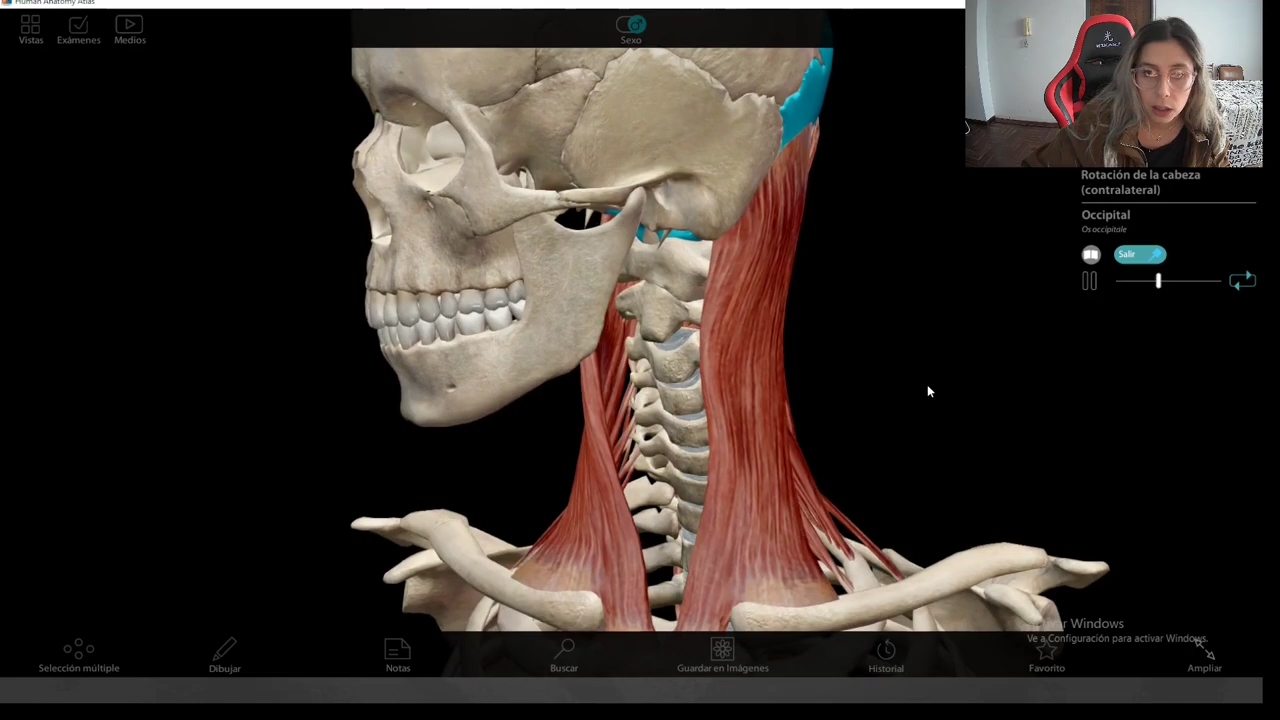 Human Anatomy Atlas
Vistas
Exámenes
Medios
Sexo
Rotación de la cabeza
(contralateral)
Occipital
Os occipitale
Salir
Windows
Ve a Configuración para activar Windows.
Selección múltiple
Dibujar
Notas
Buscar
Guardar en Imágenes
Historial
Favorito
Ampliar